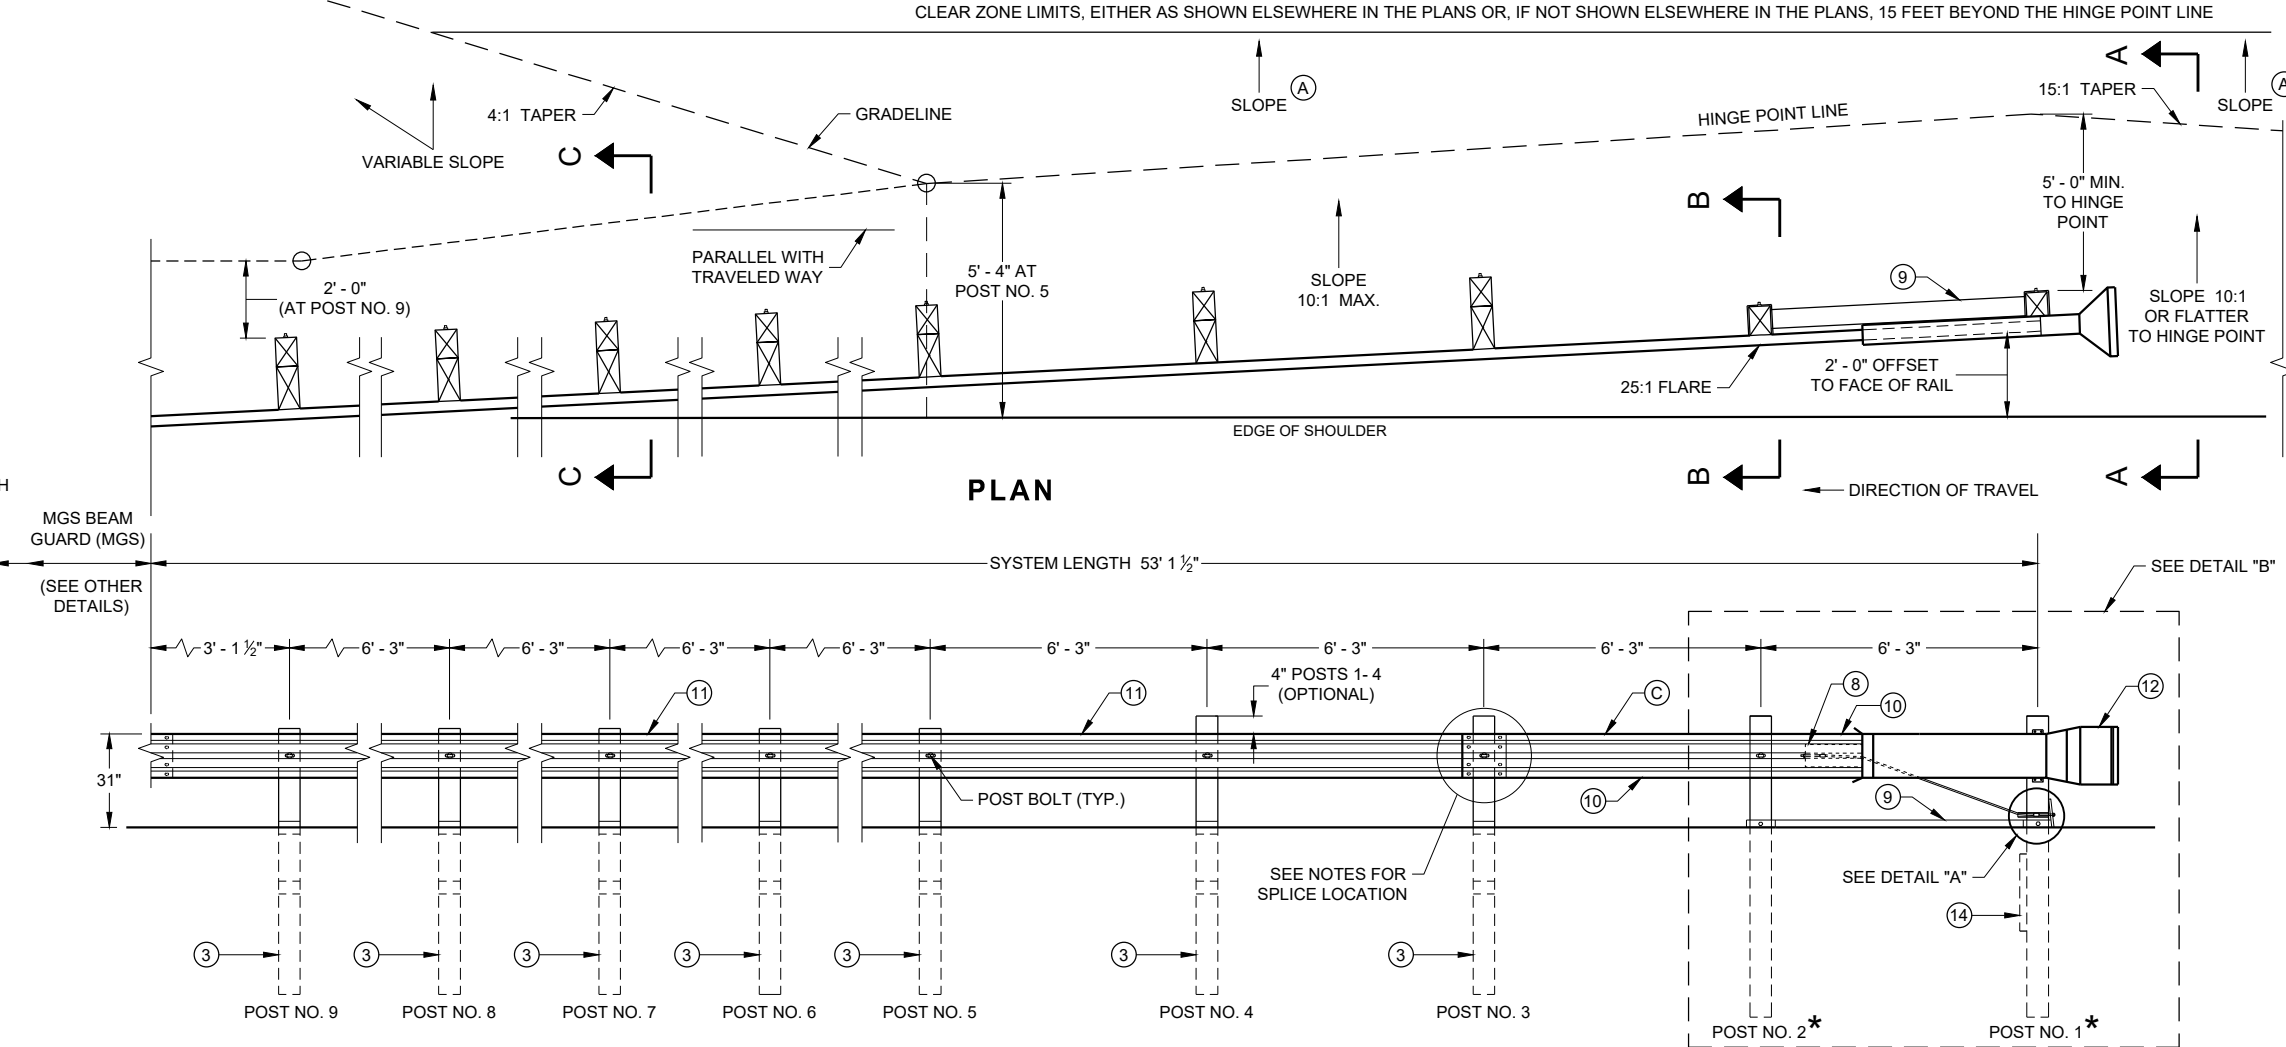 CLEAR ZONE LIMITS, EITHER AS SHOWN ELSEWHERE IN THE PLANS OR, IF NOT SHOWN ELSEWHERE IN THE PLANS, 15 FEET BEYOND THE HINGE POINT LINE
A
A
SLOPE
15:1 TAPER
SLOPE
A
4:1 TAPER
GRADELINE
HINGE POINT LINE
VARIABLE SLOPE
C
B
5' - 0" MIN.
TO HINGE
POINT
PARALLEL WITH
TRAVELED WAY
5' - 4" AT
POST NO. 5
SLOPE
10:1 MAX.
9
2' - 0"
(AT POST NO. 9)
SLOPE 10:1
OR FLATTER
TO HINGE POINT
2' - 0" OFFSET
TO FACE OF RAIL
25:1 FLARE
EDGE OF SHOULDER
C
B
A
PLAN
DIRECTION OF TRAVEL
H
MGS BEAM
GUARD (MGS)
(SEE OTHER
DETAILS)
SYSTEM LENGTH 53' 1 ½"
SEE DETAIL "B"
3' - 1 ½"
6' - 3"
6' - 3"
6' - 3"
6' - 3"
6' - 3"
6' - 3"
6' - 3"
6' - 3"
4" POSTS 1- 4
(OPTIONAL)
11
11
C
8
10
12
31"
POST BOLT (TYP.)
10
9
SEE NOTES FOR
SPLICE LOCATION
SEE DETAIL "A"
14
3
3
3
3
3
3
3
POST NO. 9
POST NO. 8
POST NO. 7
POST NO. 6
POST NO. 5
POST NO. 4
POST NO. 3
POST NO. 2*
POST NO. 1*